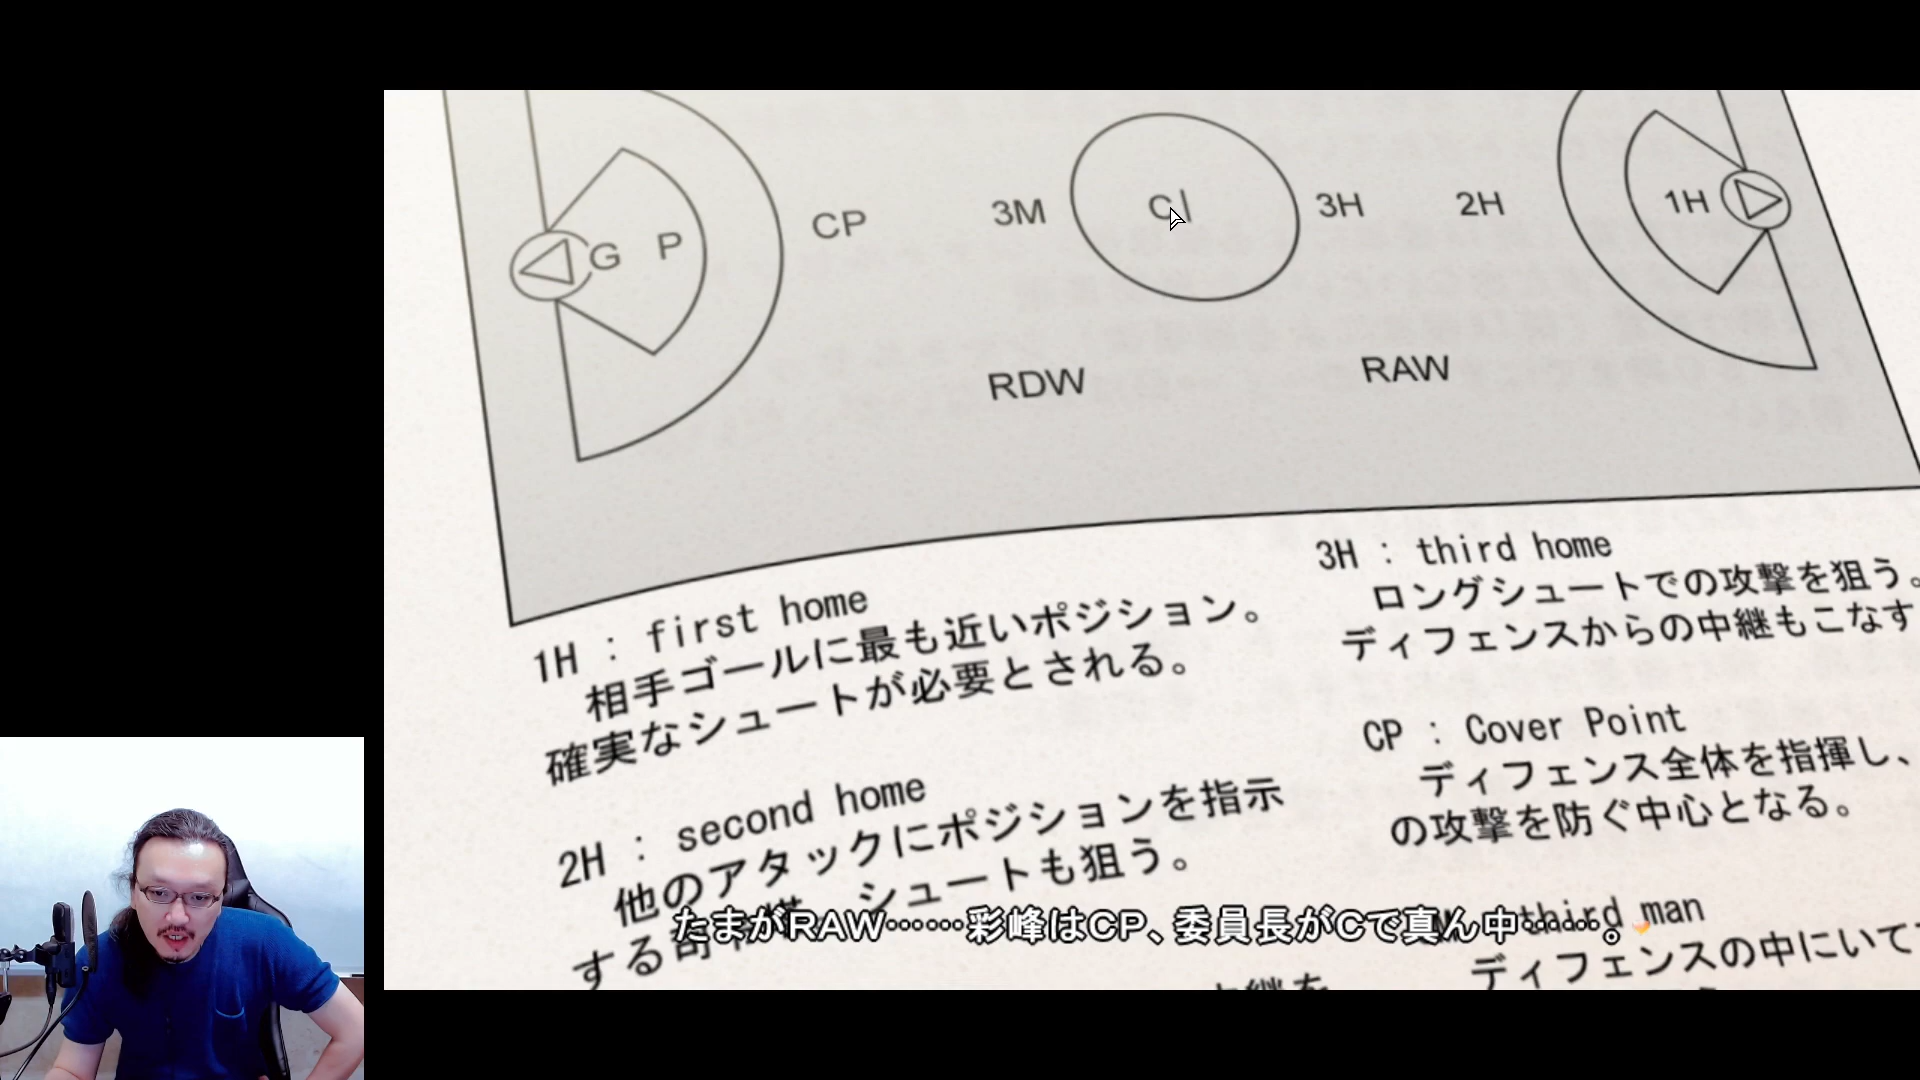 G P CP 3M C 3H 2H 1H
RDW RAW
1H : first home
相手ゴールに最も近いポジション。
確実なシュートが必要とされる。
2H : second home
他のアタックにポジションを指示
する
シュートも狙う。
3H : third home
ロングシュートでの攻撃を狙う。
ディフェンスからの中継もこなす
CP : Cover Point
ディフェンス全体を指揮し、
の攻撃を防ぐ中心となる。
third man
ディフェンスの中にいて
たまがRAW……彩峰はCP、委員長がCで真ん中……。